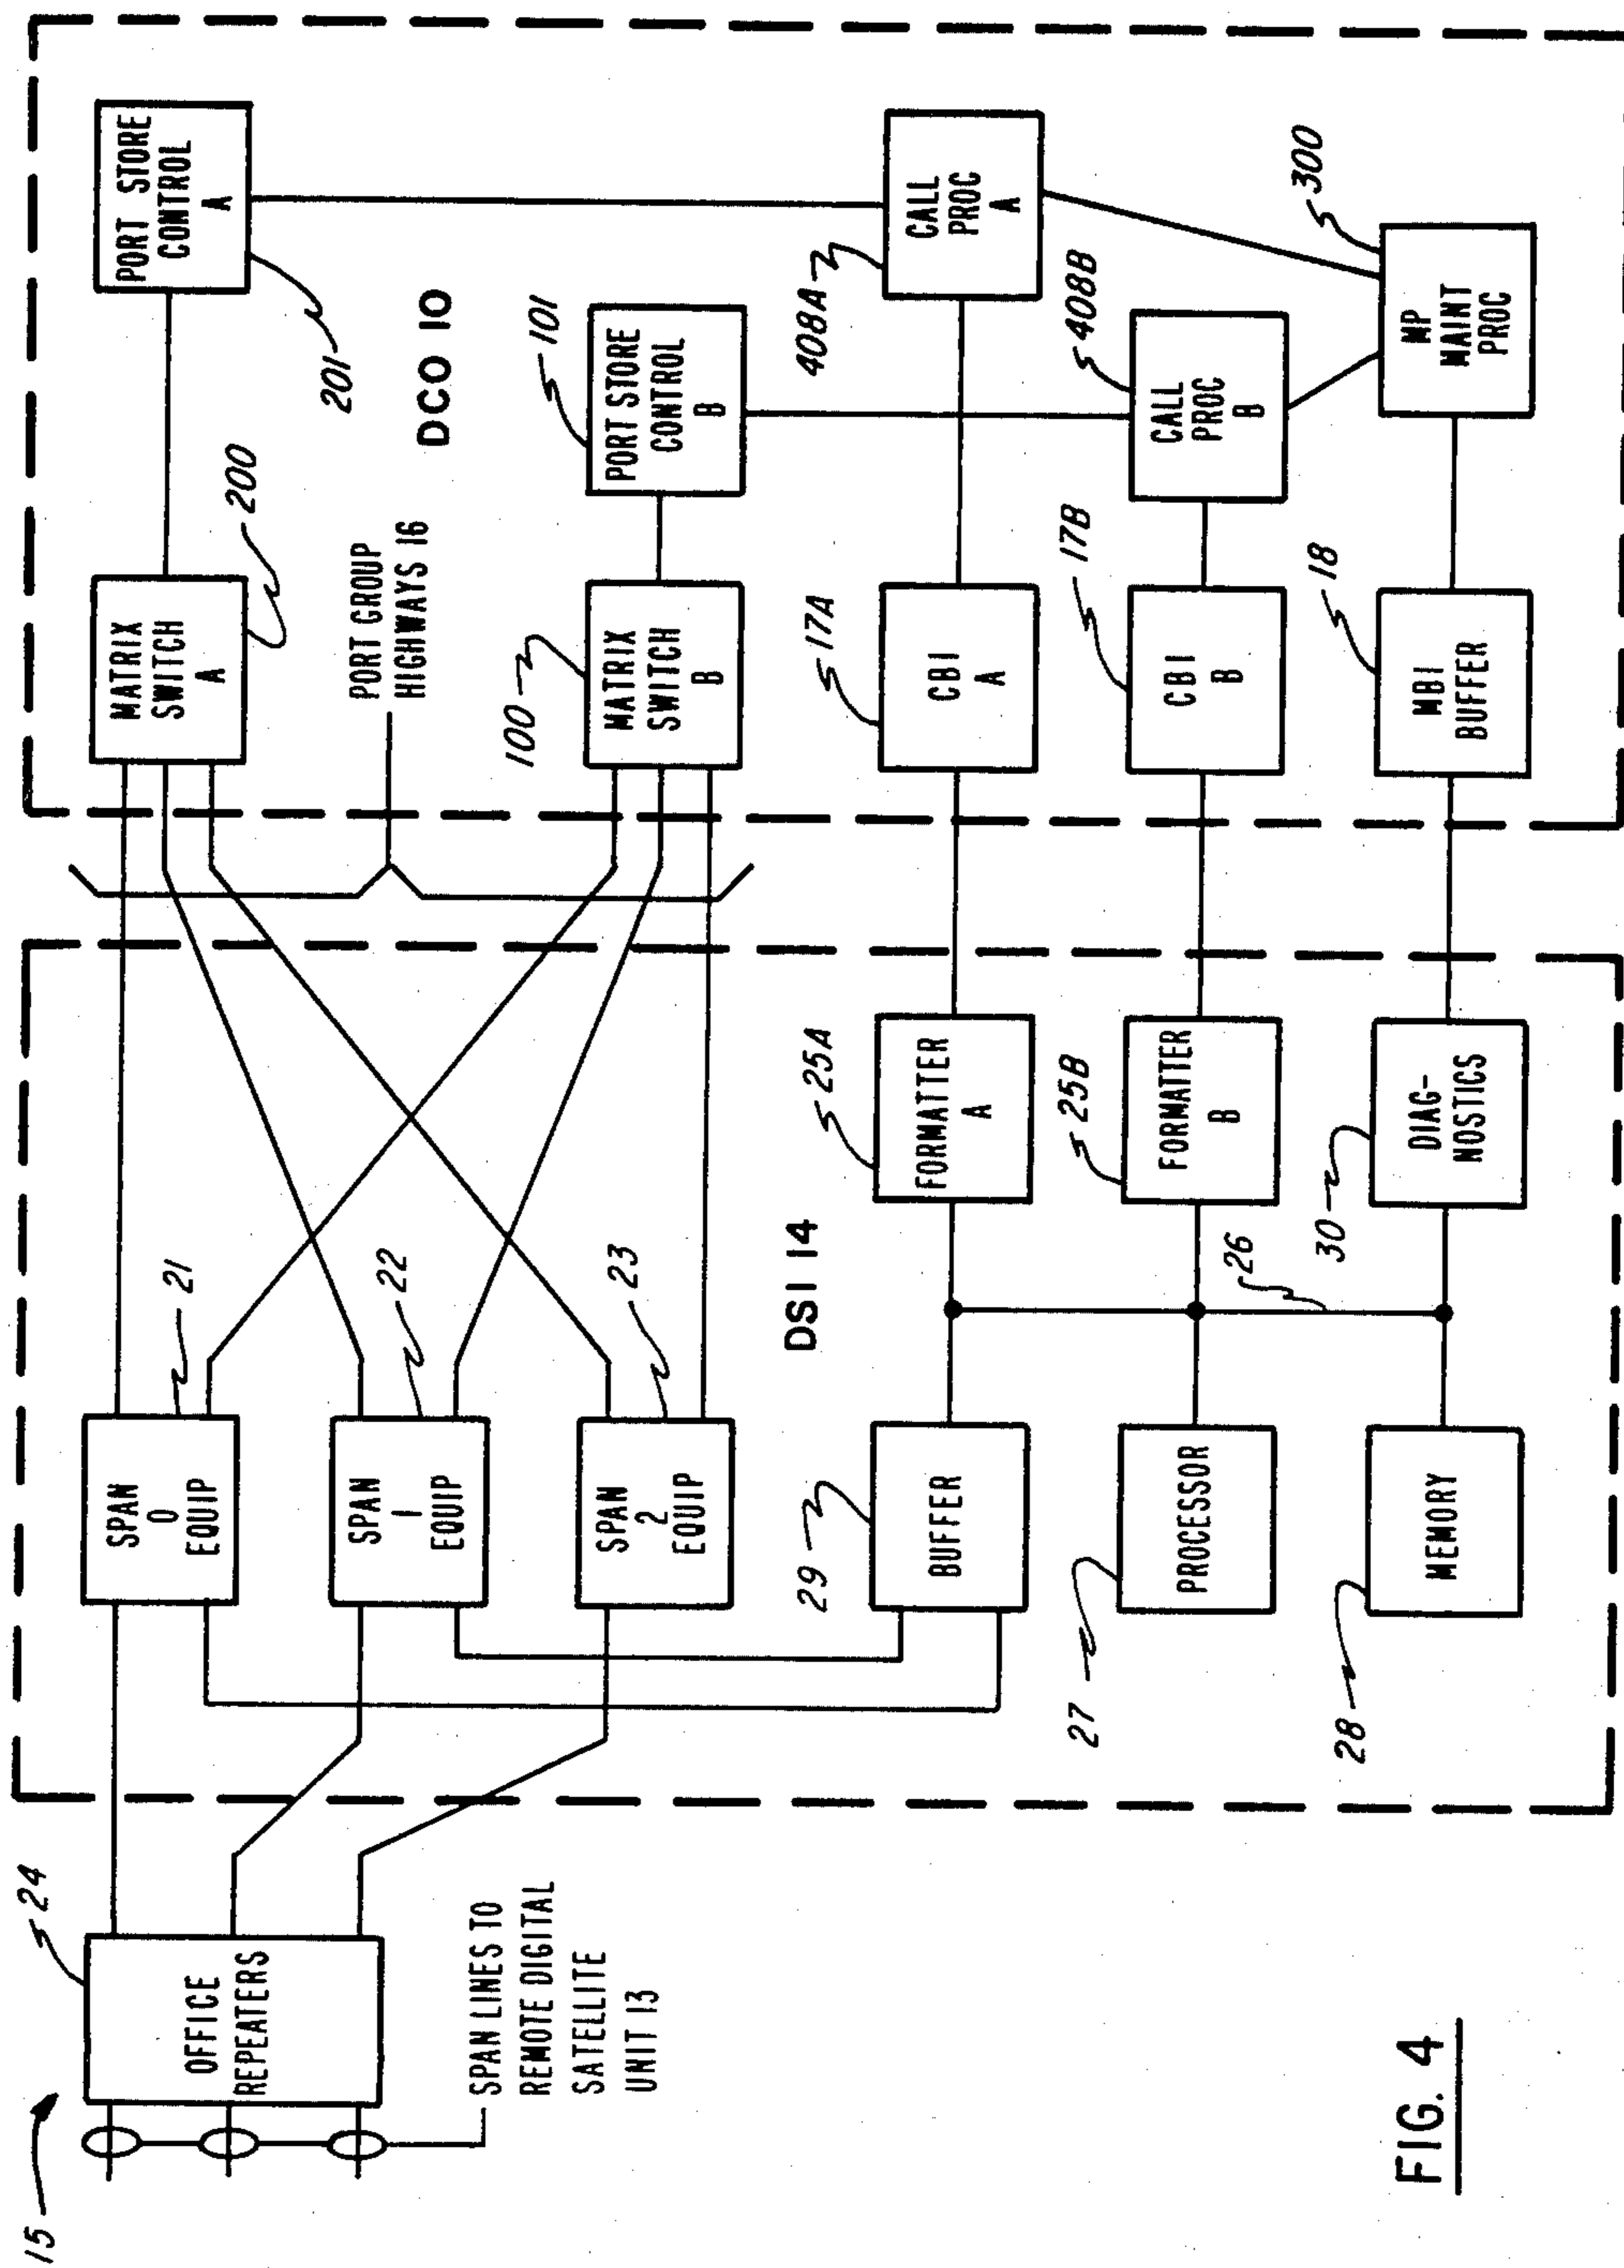 15
24
OFFICE
REPEATERS
SPAN LINES TO
REMOTE DIGITAL
SATELLITE
UNIT 13
SPAN
0
EQUIP
21
SPAN
1
EQUIP
22
SPAN
2
EQUIP
23
DSI 14
29
BUFFER
27
PROCESSOR
28
MEMORY
26
FORMATTER
A
25A
FORMATTER
B
25B
DIAG-
NOSTICS
30
PORT GROUP
HIGHWAYS 16
MATRIX
SWITCH
A
200
MATRIX
SWITCH
B
100
PORT STORE
CONTROL
A
201
PORT STORE
CONTROL
B
101
DCO 10
CBI
A
17A
CBI
B
17B
MBI
BUFFER
18
CALL
PROC
A
408A
CALL
PROC
B
408B
MP
MAINT
PROC
300
FIG. 4